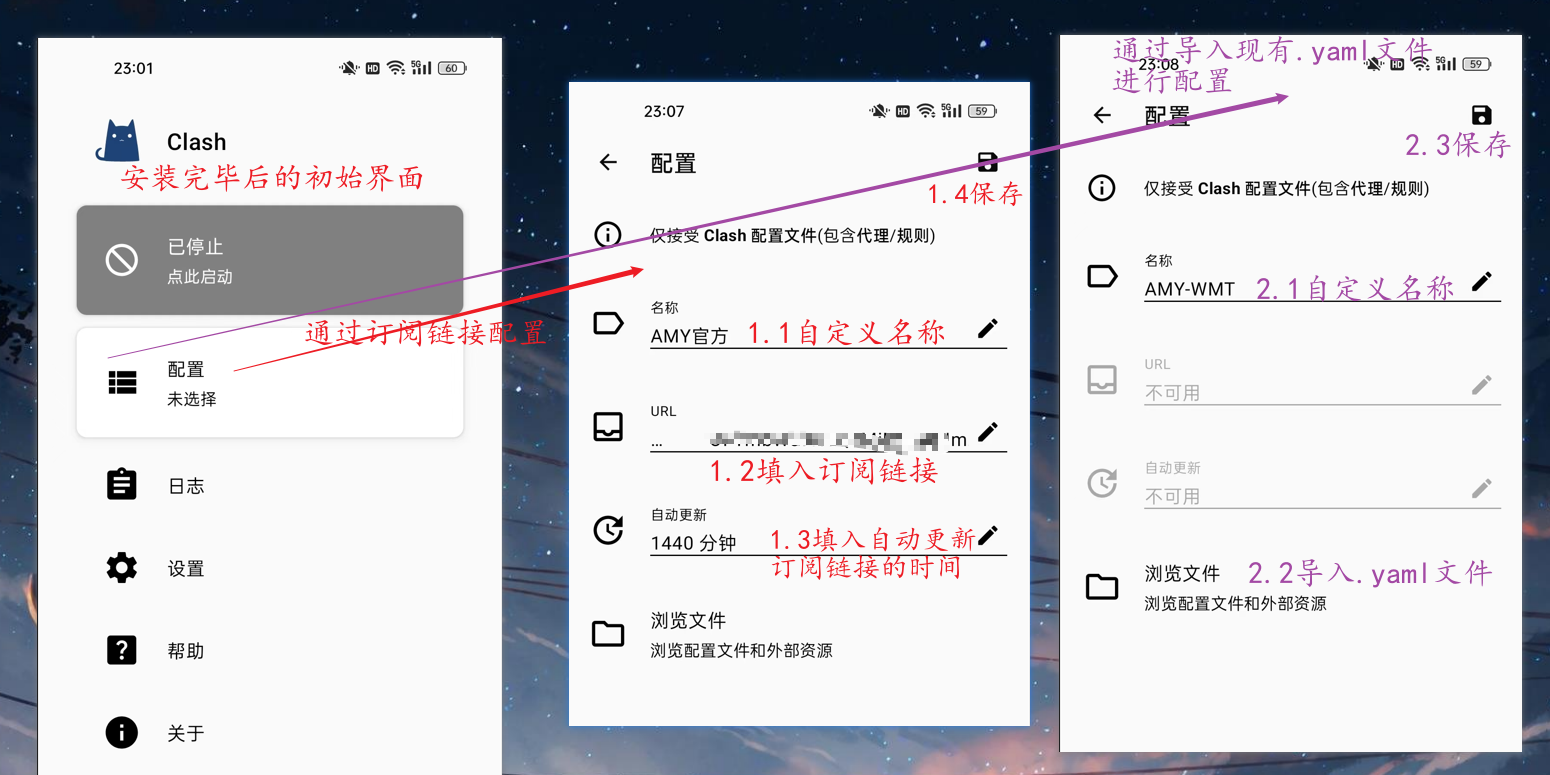 23:01
HD 5G 60
Clash
安装完毕后的初始界面
已停止
点此启动
通过订阅链接配置
配置
未选择
日志
设置
帮助
关于
23:07
HD 5G 59
配置
1.4保存
仅接受 Clash 配置文件(包含代理/规则)
名称
AMY官方
1.1自定义名称
URL
...
1.2填入订阅链接
自动更新
1440 分钟
1.3填入自动更新
订阅链接的时间
浏览文件
浏览配置文件和外部资源
通过导入现有.yaml文件
进行配置
23:08
HD 5G 59
配置
2.3保存
仅接受 Clash 配置文件(包含代理/规则)
名称
AMY-WMT
2.1自定义名称
URL
不可用
自动更新
不可用
浏览文件
2.2导入.yaml文件
浏览配置文件和外部资源